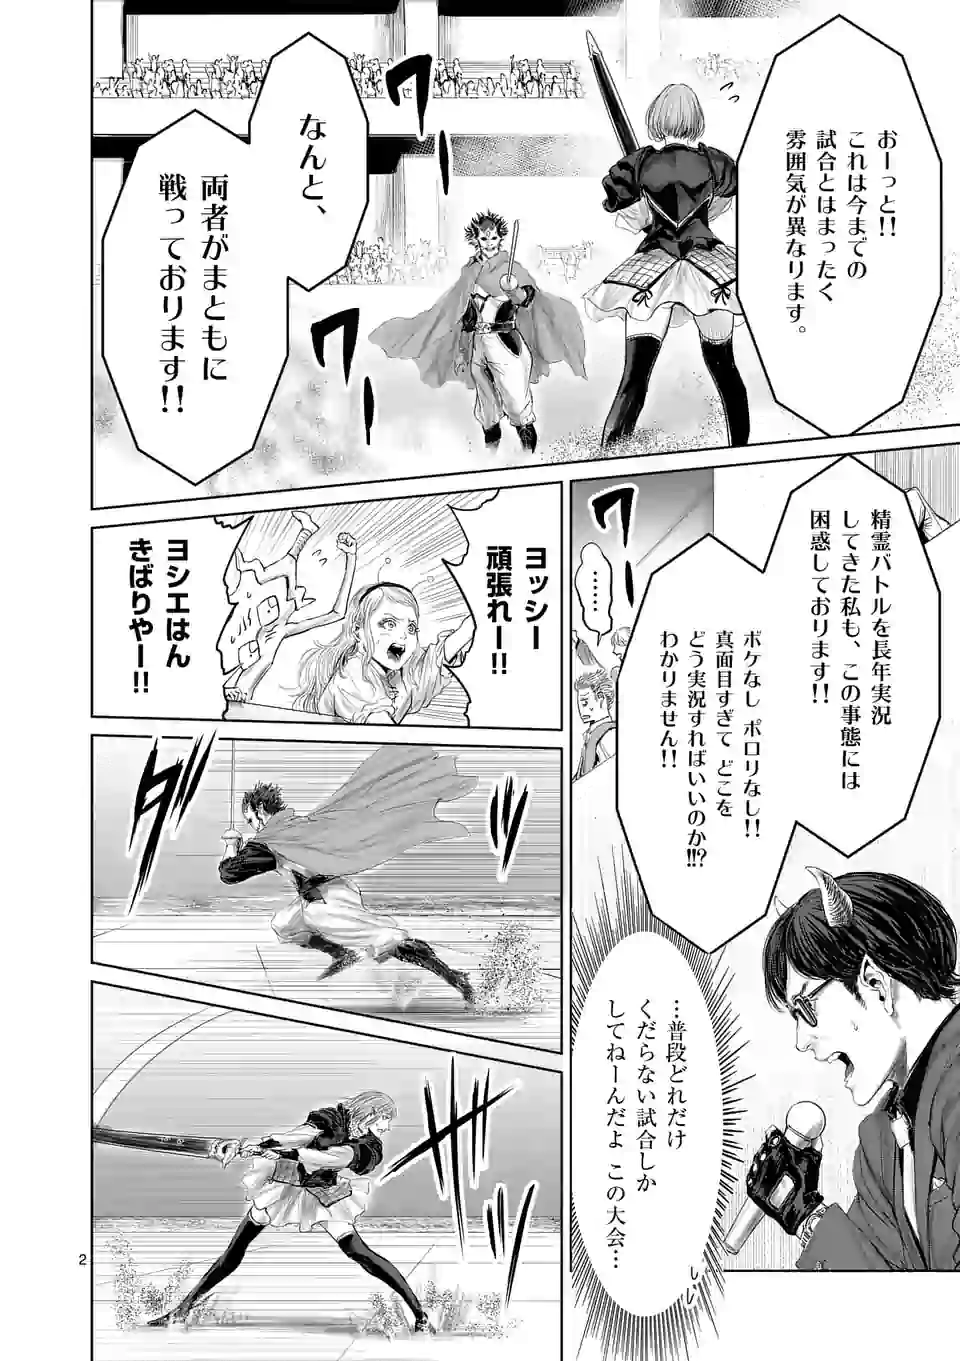 おーっと!!
これは今までの
試合とはまったく
雰囲気が異なります。
なんと、
両者がまともに
戦っております!!
ワー
ワー
精霊バトルを長年実況
してきた私も、この事態には
困惑しております!!
ボケなし ポロリなし!!
真面目すぎて どこを
どう実況すればいいのか!!?
わかりません!!
ワー
……
ヨッシー
頑張れー!!
ヨシエはん
きばりやー!!
…普段どれだけ
くだらない試合しか
してねーんだよ この大会…
ダダダ
2